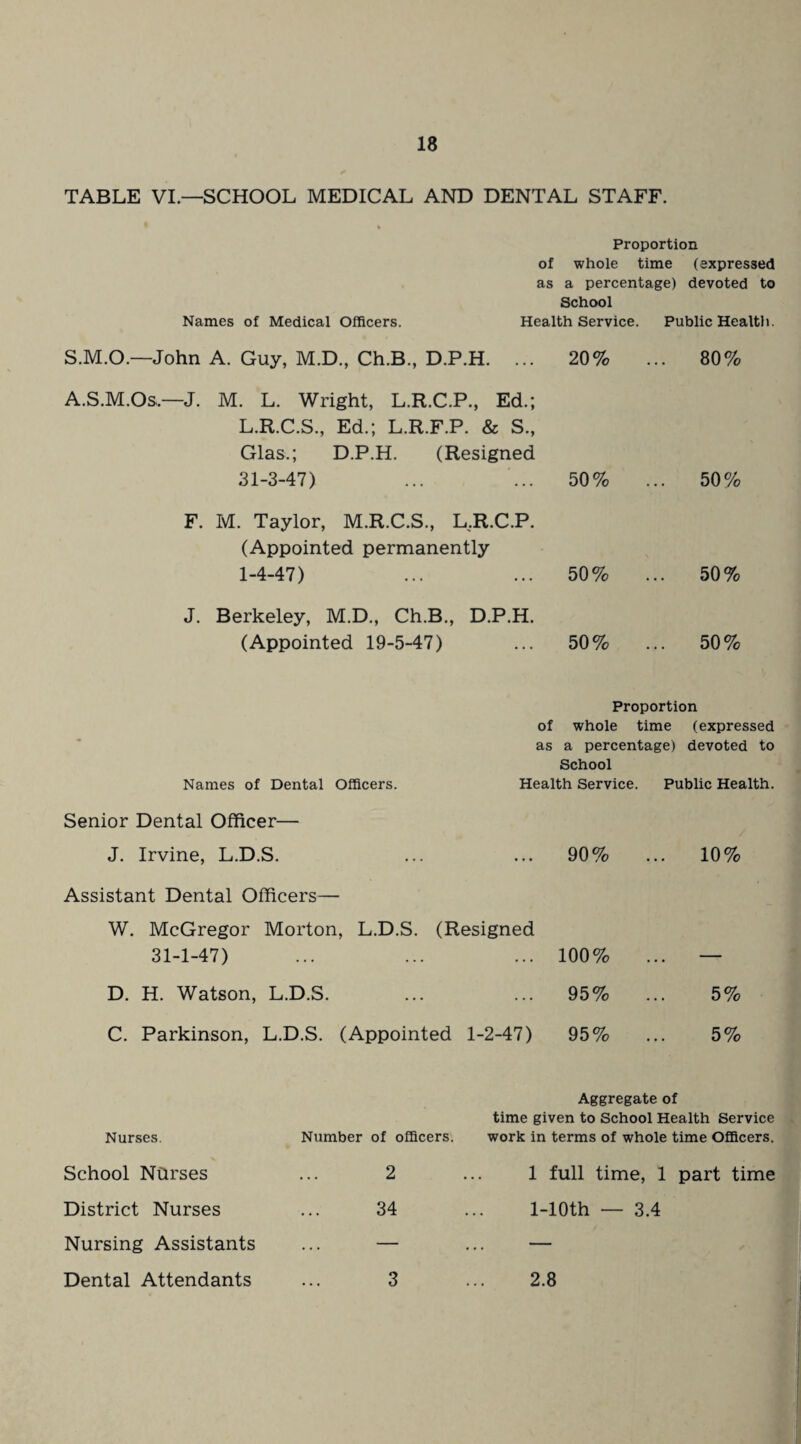 18
TABLE VI.—SCHOOL MEDICAL AND DENTAL STAFF.
Proportion
of whole time (expressed
as a percentage) devoted to
School
Names of Medical Officers. Health Service. Public Health.
S.M.O.—John A. Guy, M.D., Ch.B., D.P.H. ... 20% ... 80%
A.S.M.Os.—J. M. L. Wright, L.R.C.P., Ed.;
L.R.C.S., Ed.; L.R.F.P. & S.,
Glas.; D.P.H. (Resigned
31-3-47) ... ... 50% ... 50%
F. M. Taylor, M.R.C.S., L.R.C.P.
(Appointed permanently
1-4-47) ... ... 50% ... 50%
J. Berkeley, M.D., Ch.B., D.P.H.
(Appointed 19-5-47) ... 50% ... 50%
Proportion
of whole time (expressed
as a percentage) devoted to
School
Names of Dental Officers. Health Service. Public Health.
Senior Dental Officer—
J. Irvine, L.D.S. ... ... 90% ... 10%
Assistant Dental Officers—
W. McGregor Morton, L.D.S. (Resigned
31-1-47) ... ... ... 100% ... —
D. H. Watson, L.D.S. ... ... 95% ... 5%
C. Parkinson, L.D.S. (Appointed 1-2-47) 95% ... 5%
Aggregate of
time given to School Health Service
Nurses. Number of officers. work in terms of whole time Officers.
School Nurses ... 2 ... 1 full time, 1 part time
District Nurses ... 34 ... 1-10th — 3.4
Nursing Assistants ... — ... —
Dental Attendants ... 3 ... 2.8